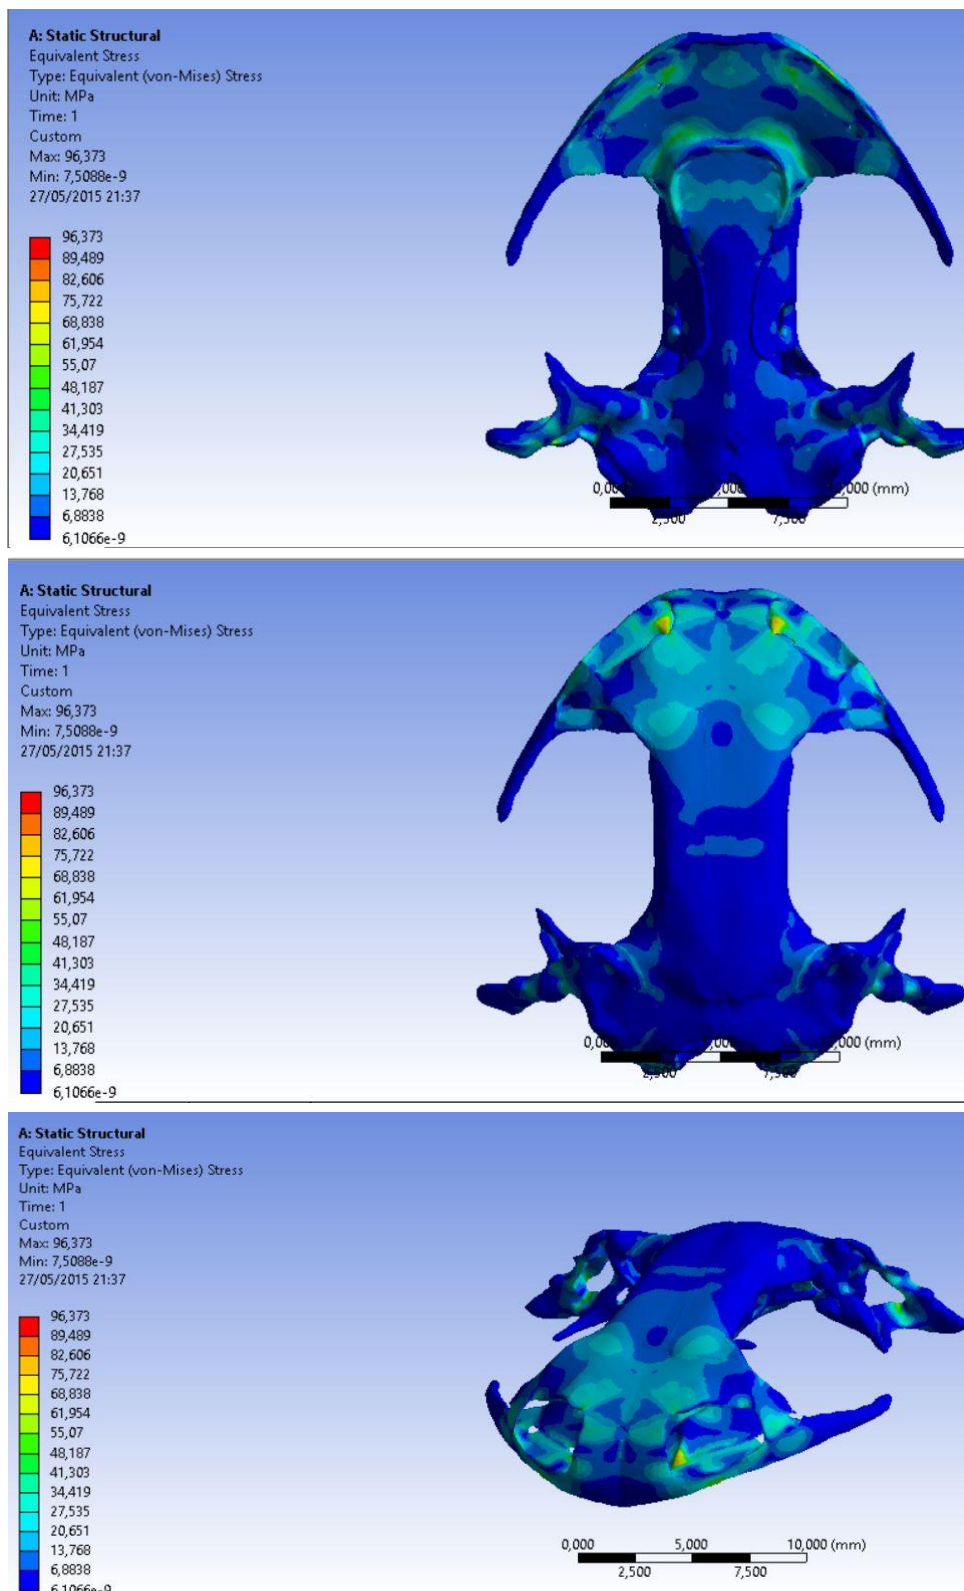 A: Static Structural
Equivalent Stress
Type: Equivalent (von-Mises) Stress
Unit: MPa
Time: 1
Custom
Max: 96,373
Min: 7,5088e-9
27/05/2015 21:37
96,373
89,489
82,606
75,722
68,838
61,954
55,07
48,187
41,303
34,419
27,535
20,651
13,768
6,8838
6,1066e-9
,000 (mm)
A: Static Structural
Equivalent Stress
Type: Equivalent (von-Mises) Stress
Unit: MPa
Time: 1
Custom
Max: 96,373
Min: 7,5088e-9
27/05/2015 21:37
96,373
89,489
82,606
75,722
68,838
61,954
55,07
48,187
41,303
34,419
27,535
20,651
13,768
6,8838
6,1066e-9
,000 (mm)
A: Static Structural
Equivalent Stress
Type: Equivalent (von-Mises) Stress
Unit: MPa
Time: 1
Custom
Max: 96,373
Min: 7,5088e-9
27/05/2015 21:37
96,373
89,489
82,606
75,722
68,838
61,954
55,07
48,187
41,303
34,419
27,535
20,651
13,768
6,8838
6,1066e-9
0,000 5,000 10,000 (mm)
2,500 7,500